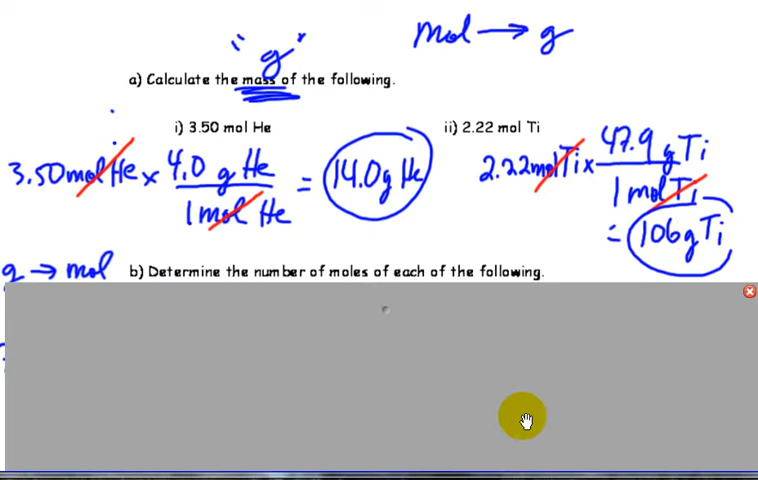 "g" mol → g
a) Calculate the mass of the following.
i) 3.50 mol He ii) 2.22 mol Ti
3.50 mol He × 4.0 g He / 1 mol He = 14.0 g He
2.22 mol Ti × 47.9 g Ti / 1 mol Ti
= 106 g Ti
g → mol b) Determine the number of moles of each of the following.